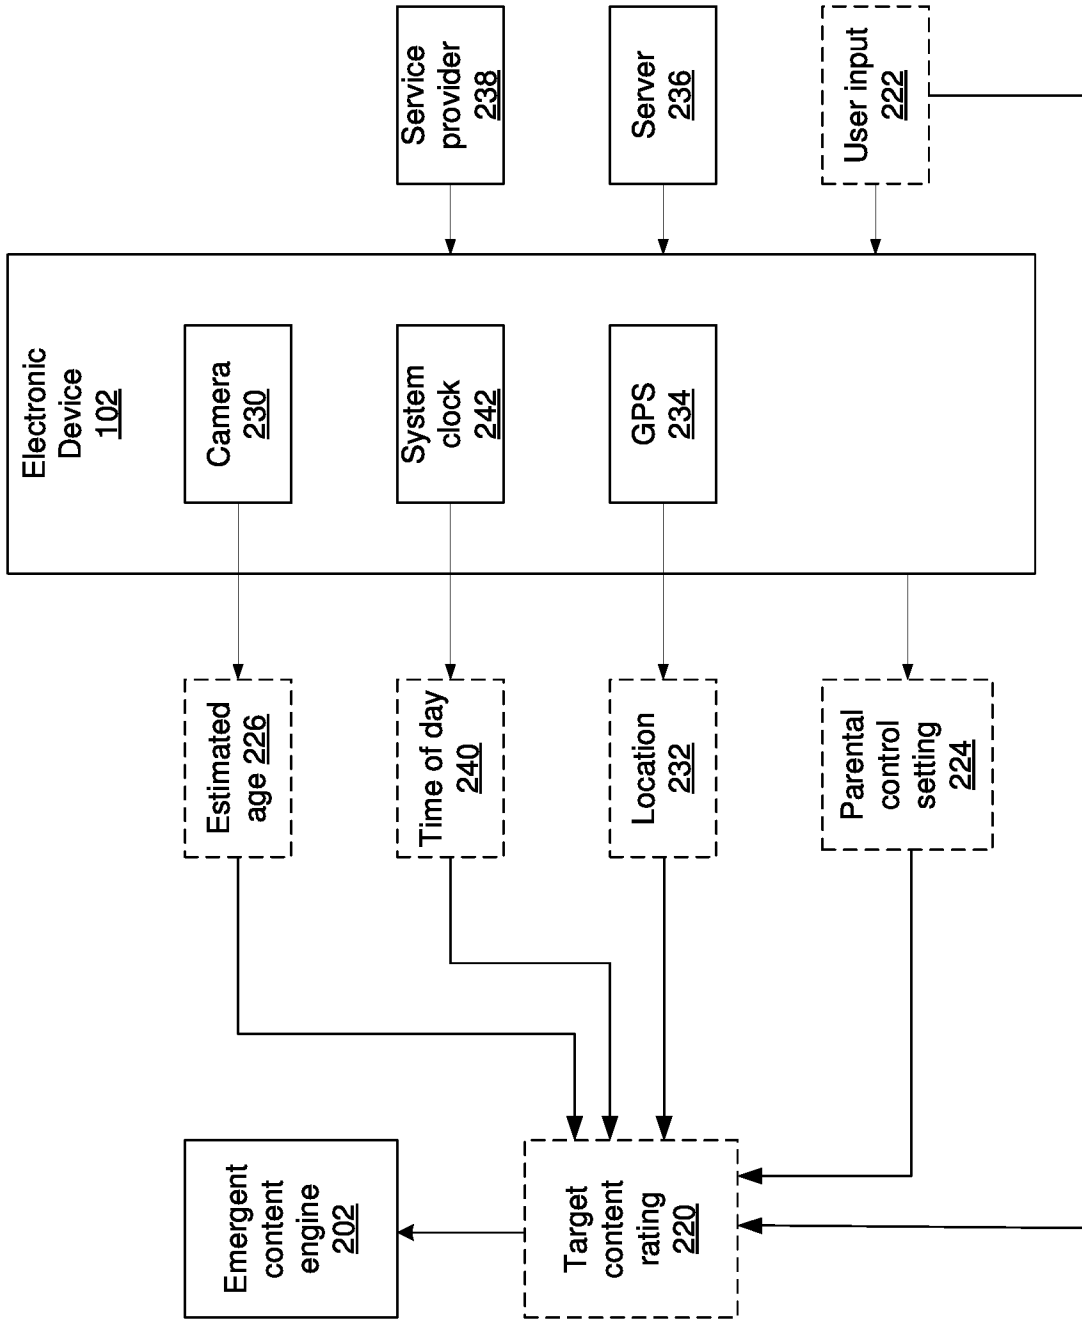 Electronic
Device
102
Emergent
content
engine
202
Estimated
age 226
Camera
230
Time of day
240
System
clock
242
Service
provider
238
Target
content
rating
220
Location
232
GPS
234
Server
236
Parental
control
setting
224
User input
222